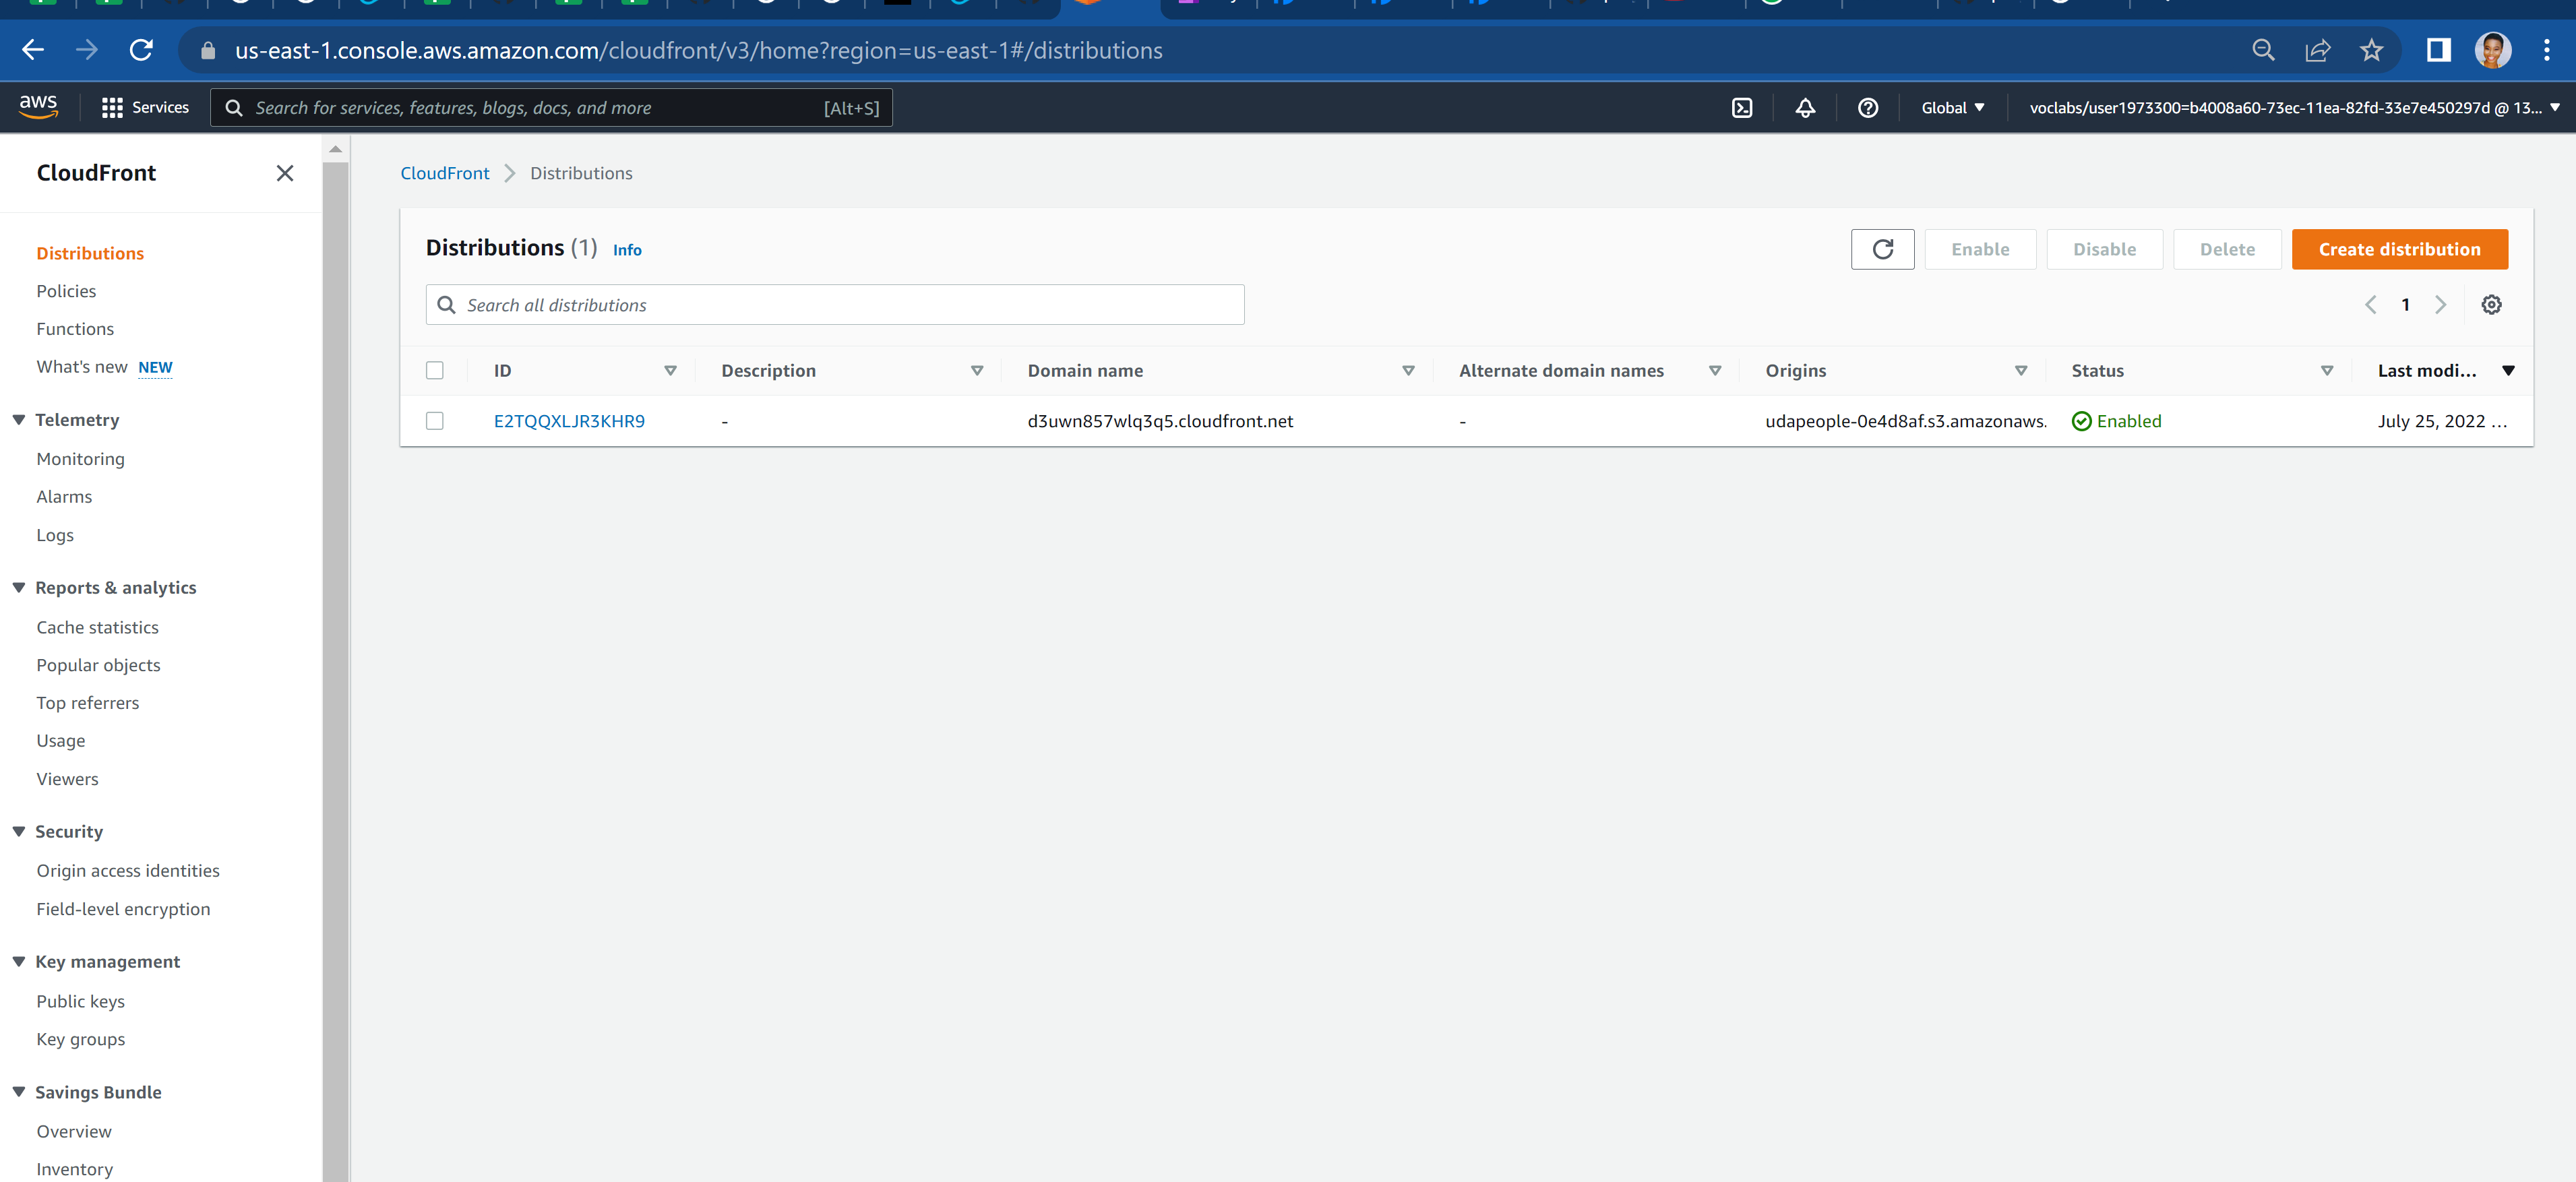 us-east-1.console.aws.amazon.com/cloudfront/v3/home?region=us-east-1#/distributions
aws Services Search for services, features, blogs, docs, and more [Alt+S] Global voclabs/user1973300=b4008a60-73ec-11ea-82fd-33e7e450297d @ 13...
CloudFront
Distributions
Policies
Functions
What's new NEW
Telemetry
Monitoring
Alarms
Logs
Reports & analytics
Cache statistics
Popular objects
Top referrers
Usage
Viewers
Security
Origin access identities
Field-level encryption
Key management
Public keys
Key groups
Savings Bundle
Overview
Inventory
CloudFront Distributions
Distributions (1) Info Enable Disable Delete Create distribution
Search all distributions 1
ID Description Domain name Alternate domain names Origins Status Last modi...
E2TQQXLJR3KHR9 - d3uwn857wlq3q5.cloudfront.net - udapeople-0e4d8af.s3.amazonaws. Enabled July 25, 2022 ...